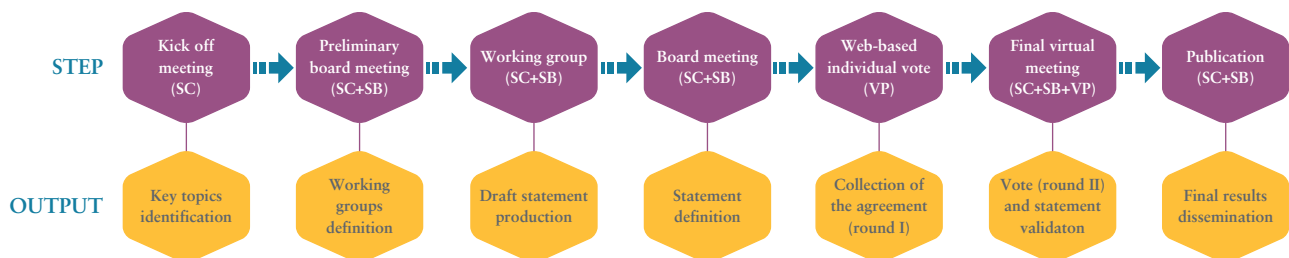 STEP
Kick off
meeting
(SC)
Preliminary
board meeting
(SC+SB)
Working group
(SC+SB)
Board meeting
(SC+SB)
Web-based
individual vote
(VP)
Final virtual
meeting
(SC+SB+VP)
Publication
(SC+SB)
OUTPUT
Key topics
identification
Working
groups
definition
Draft statement
production
Statement
definition
Collection of
the agreement
(round I)
Vote (round II)
and statement
validaton
Final results
dissemination